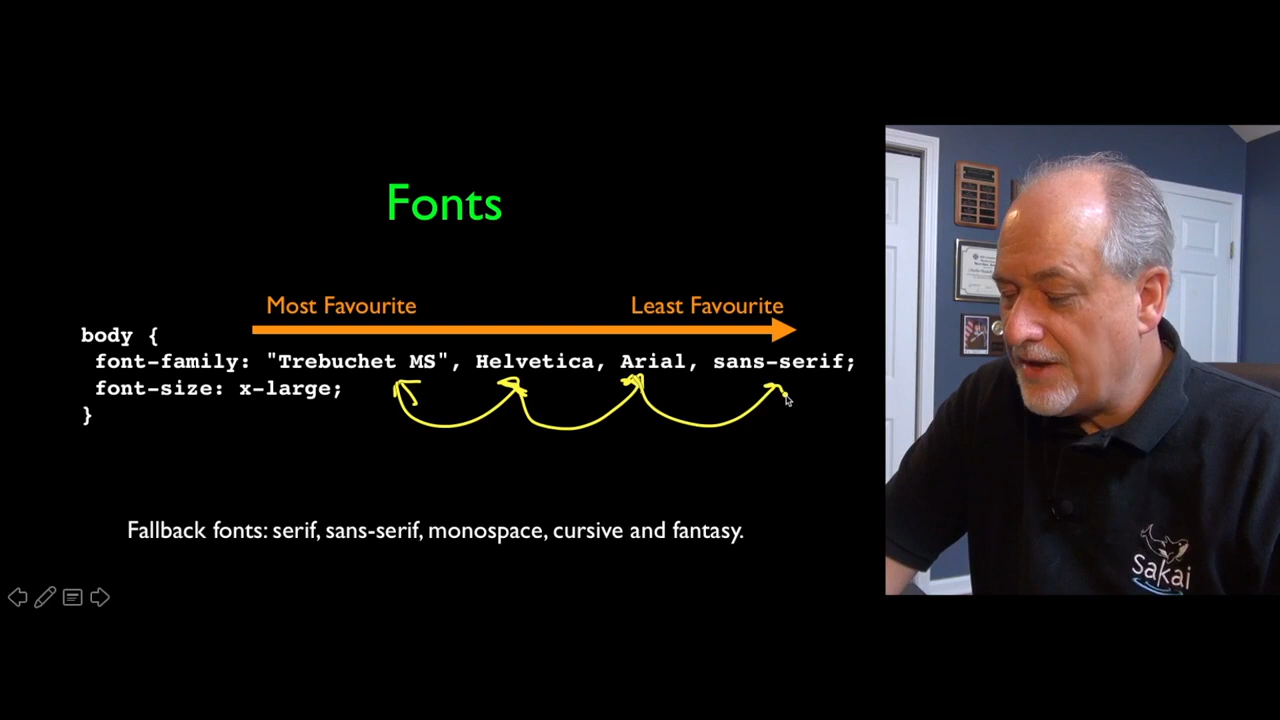 Fonts
Most Favourite Least Favourite
body {
font-family: "Trebuchet MS", Helvetica, Arial, sans-serif;
font-size: x-large;
}
Fallback fonts: serif, sans-serif, monospace, cursive and fantasy.
sakai